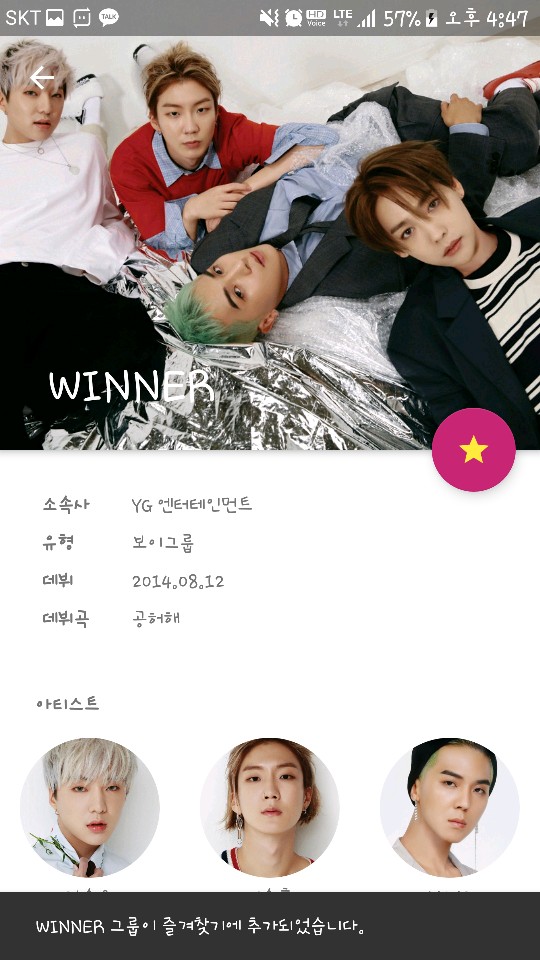 SKT TALK HD Voice LTE 57% 오후 4:47
WINNER
소속사 YG 엔터테인먼트
유형 보이그룹
데뷔 2014.08.12
데뷔곡 공허해
아티스트
WINNER 그룹이 즐겨찾기에 추가되었습니다.